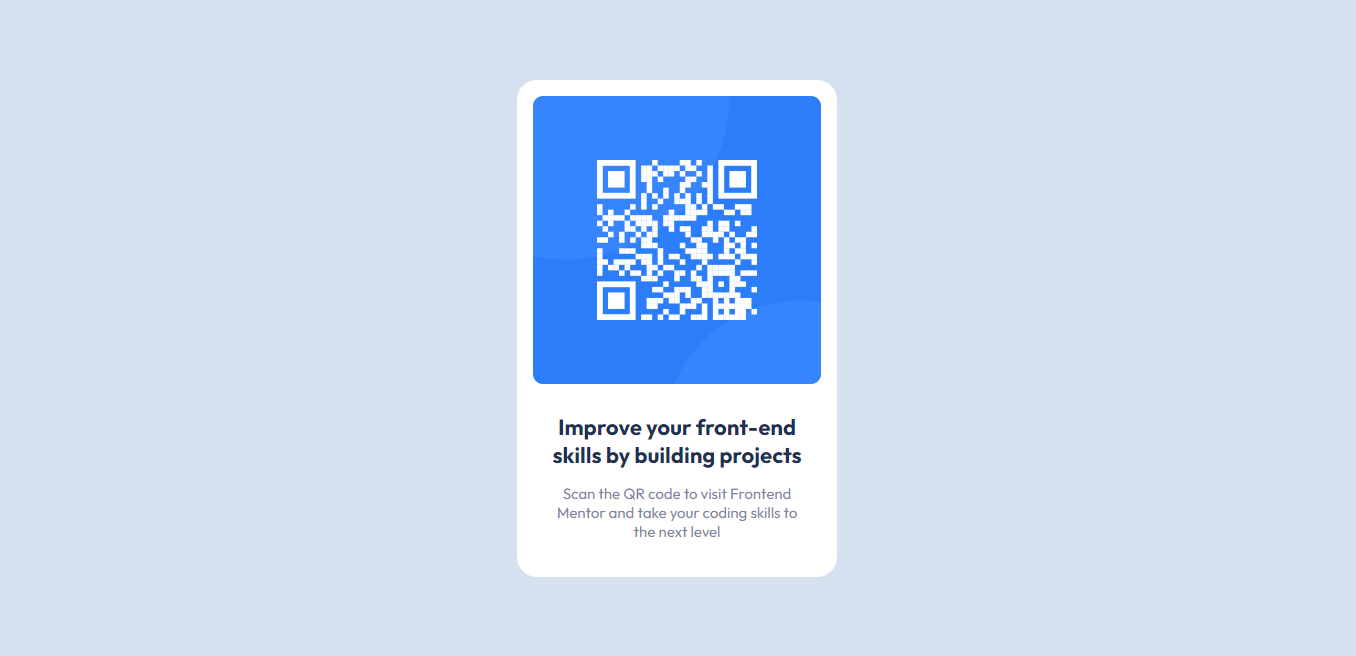 Improve your front-end
skills by building projects
Scan the QR code to visit Frontend
Mentor and take your coding skills to
the next level